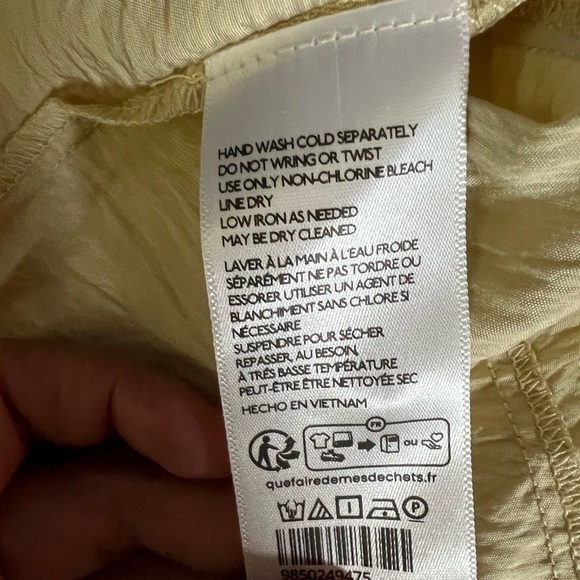 HAND WASH COLD SEPARATELY
DO NOT WRING OR TWIST
USE ONLY NON-CHLORINE BLEACH
LINE DRY
LOW IRON AS NEEDED
MAY BE DRY CLEANED
LAVER À LA MAIN À L'EAU FROIDE
SÉPARÉMENT NE PAS TORDRE OU
ESSORER UTILISER UN AGENT DE
BLANCHIMENT SANS CHLORE SI
NÉCESSAIRE
SUSPENDRE POUR SÉCHER
REPASSER, AU BESOIN,
À TRÈS BASSE TEMPÉRATURE
PEUT-ÊTRE ÊTRE NETTOYÉE SEC
HECHO EN VIETNAM
FR
OU
quefairedemesdechets.fr
P
9850249475